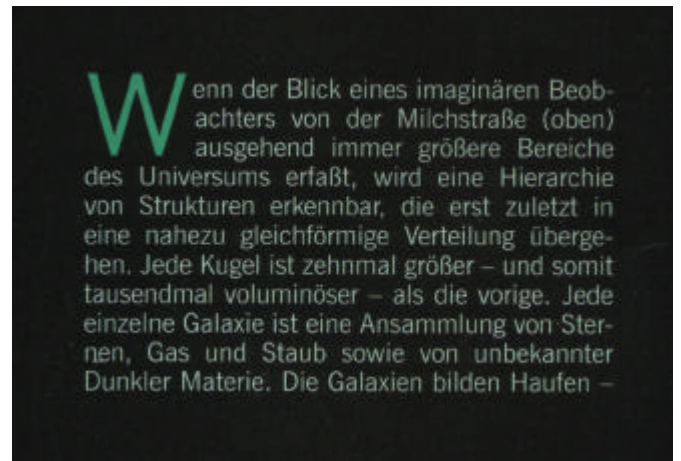 Wenn der Blick eines imaginären Beob-
achters von der Milchstraße (oben)
ausgehend immer größere Bereiche
des Universums erfaßt, wird eine Hierarchie
von Strukturen erkennbar, die erst zuletzt in
eine nahezu gleichförmige Verteilung überge-
hen. Jede Kugel ist zehnmal größer – und somit
tausendmal voluminöser – als die vorige. Jede
einzelne Galaxie ist eine Ansammlung von Ster-
nen, Gas und Staub sowie von unbekannter
Dunkler Materie. Die Galaxien bilden Haufen –